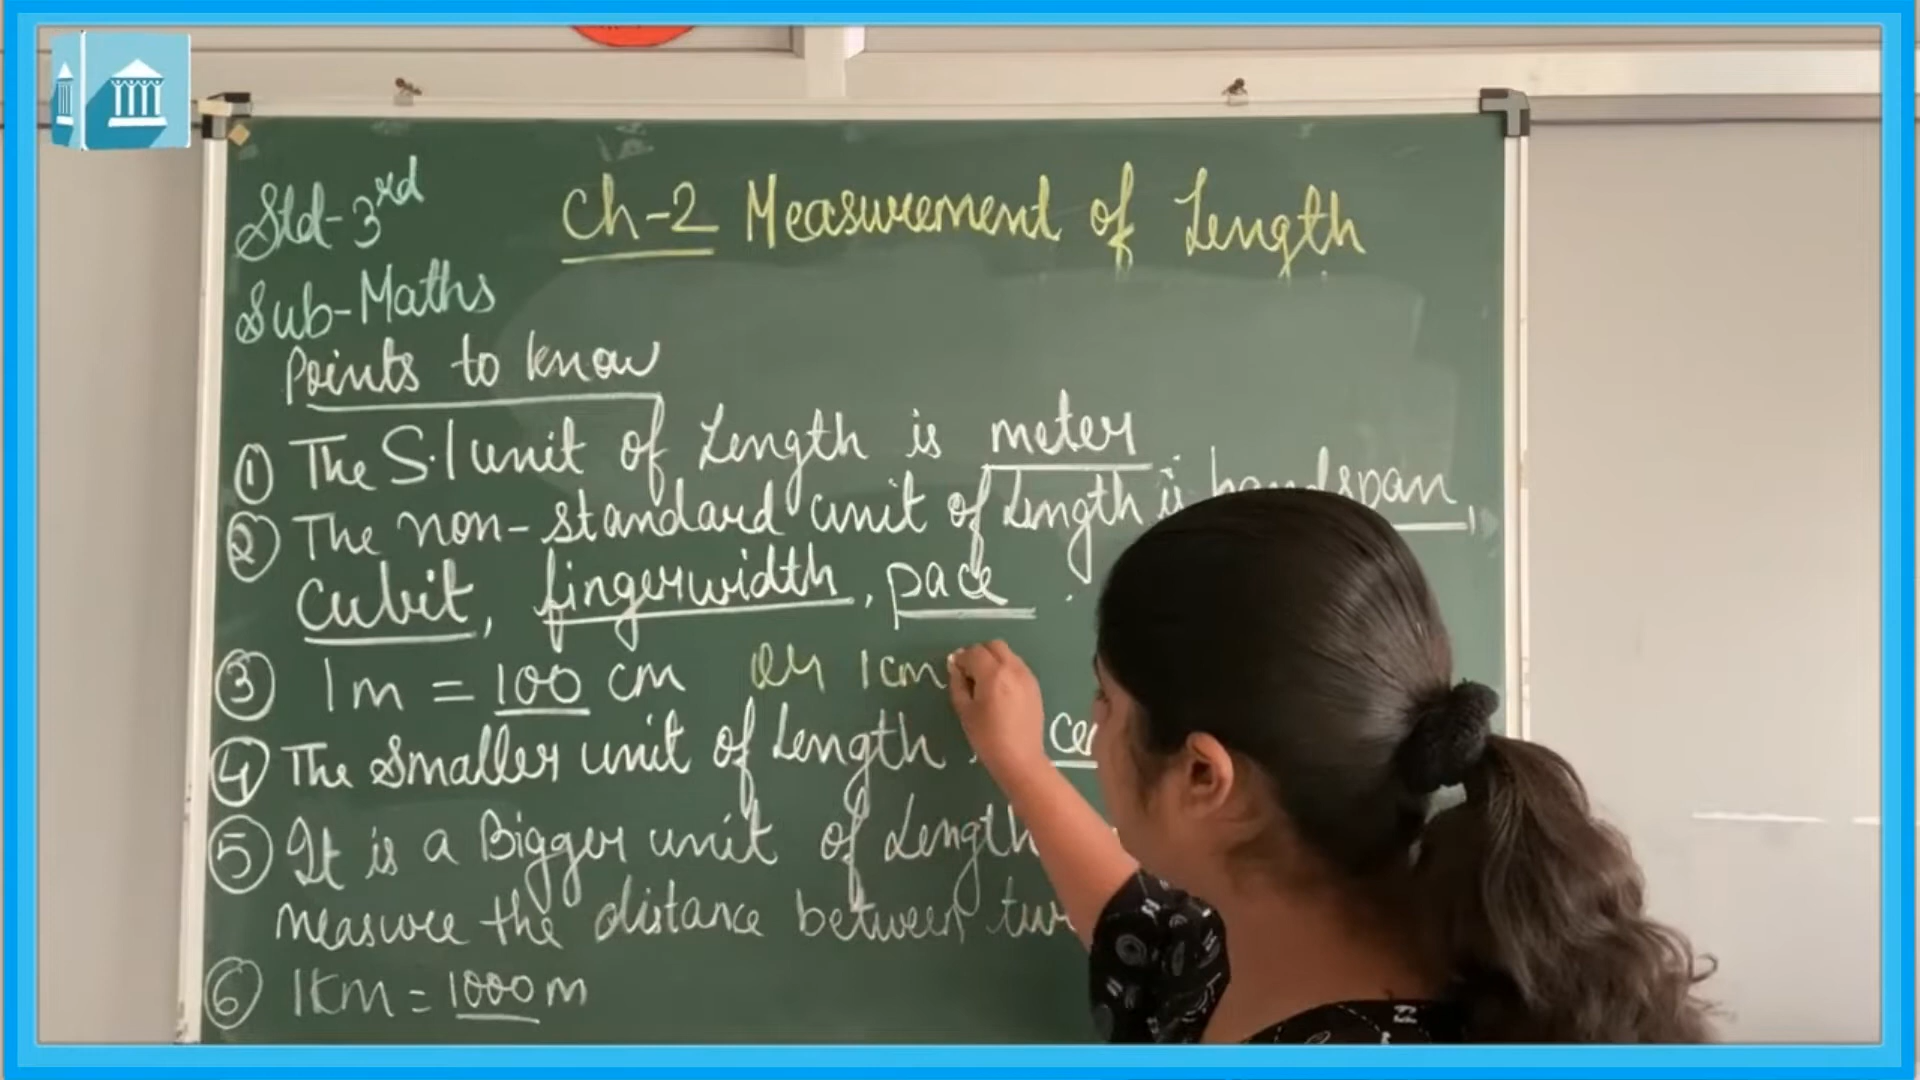 Std-3rd
Ch-2 Measurement of Length
Sub-Maths
Points to know
① The S.I unit of Length is meter
② The non-standard unit of Length is handspan,
Cubit, fingerwidth, pace.
③ 1m = 100 cm or 1cm
④ The Smaller unit of Length
⑤ It is a Bigger unit of Length
measure the distance between
⑥ 1km = 1000 m